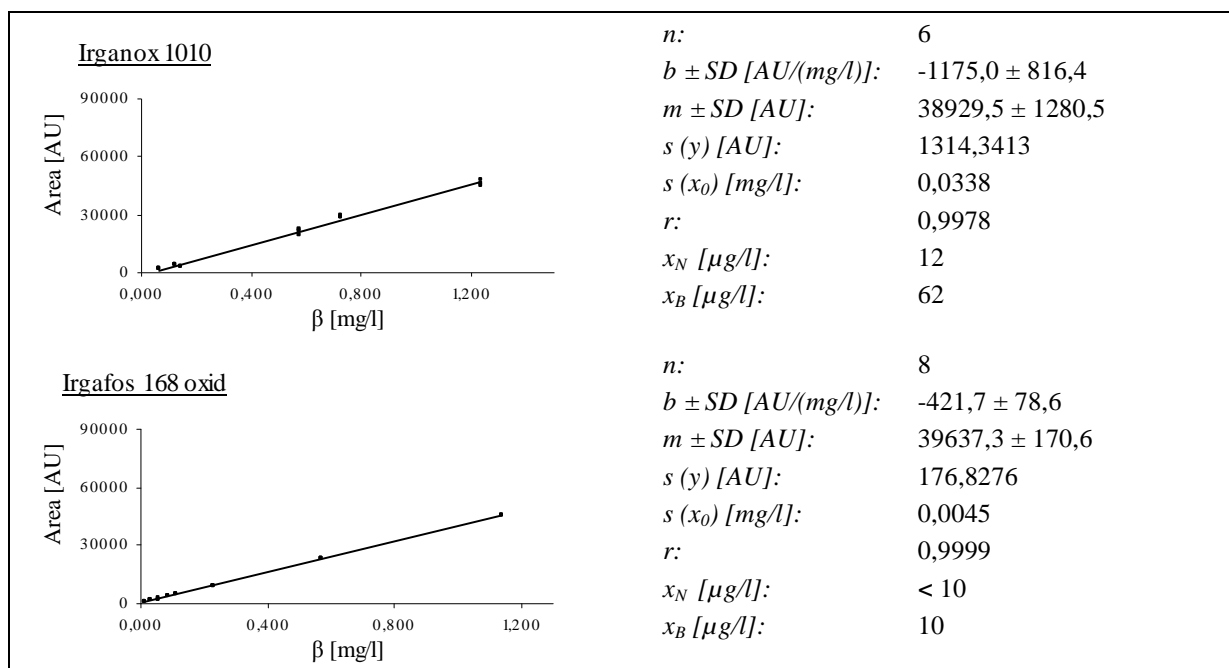 Irganox 1010
Area [AU]
90000
60000
30000
0
0,000 0,400 0,800 1,200
β [mg/l]
n: 6
b ± SD [AU/(mg/l)]: -1175,0 ± 816,4
m ± SD [AU]: 38929,5 ± 1280,5
s (y) [AU]: 1314,3413
s (x₀) [mg/l]: 0,0338
r: 0,9978
x_N [µg/l]: 12
x_B [µg/l]: 62
Irgafos 168 oxid
Area [AU]
90000
60000
30000
0
0,000 0,400 0,800 1,200
β [mg/l]
n: 8
b ± SD [AU/(mg/l)]: -421,7 ± 78,6
m ± SD [AU]: 39637,3 ± 170,6
s (y) [AU]: 176,8276
s (x₀) [mg/l]: 0,0045
r: 0,9999
x_N [µg/l]: < 10
x_B [µg/l]: 10